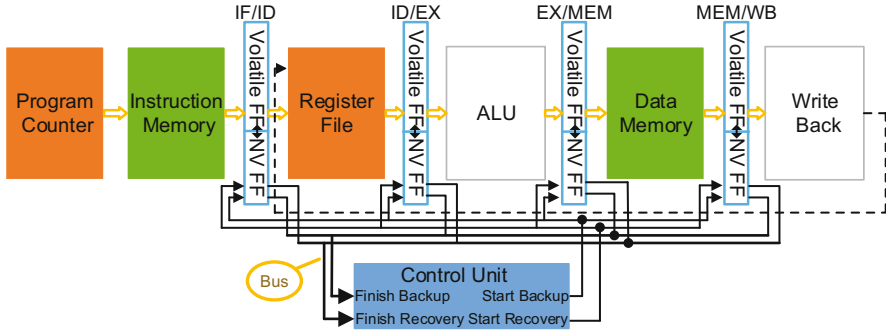 IF/ID ID/EX EX/MEM MEM/WB
Program
Counter
Instruction
Memory
Volatile FF
NV FF
Register
File
Volatile FF
NV FF
ALU
Volatile FF
NV FF
Data
Memory
Volatile FF
NV FF
Write
Back
Bus
Control Unit
Finish Backup Start Backup
Finish Recovery Start Recovery